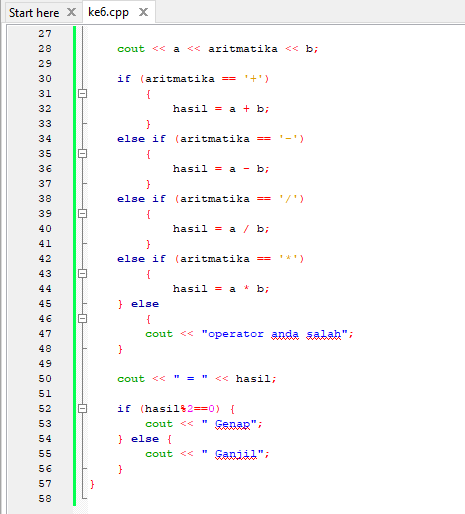 Start here X ke6.cpp X
27
28 cout << a << aritmatika << b;
29
30 if (aritmatika == '+')
31 {
32 hasil = a + b;
33 }
34 else if (aritmatika == '-')
35 {
36 hasil = a - b;
37 }
38 else if (aritmatika == '/')
39 {
40 hasil = a / b;
41 }
42 else if (aritmatika == '*')
43 {
44 hasil = a * b;
45 } else
46 {
47 cout << "operator anda salah";
48 }
49
50 cout << " = " << hasil;
51
52 if (hasil%2==0) {
53 cout << " Genap";
54 } else {
55 cout << " Ganjil";
56 }
57 }
58